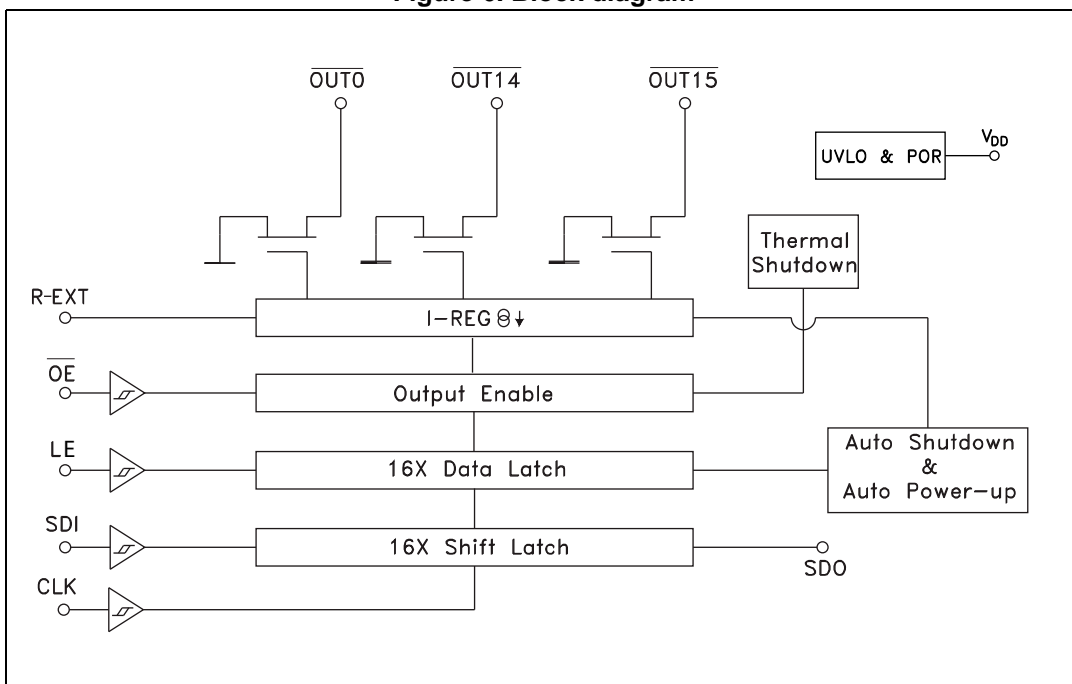 Figure 6. Block diagram
OUT0 OUT14 OUT15
UVLO & POR
VDD
Thermal
Shutdown
R-EXT
I-REG
OE
Output Enable
LE
16X Data Latch
Auto Shutdown
&
Auto Power-up
SDI
16X Shift Latch
SDO
CLK